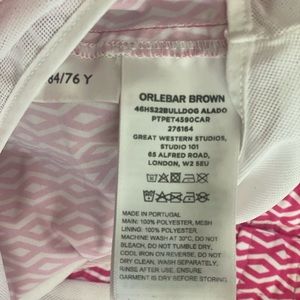 34/76 Y
ORLEBAR BROWN
46HS22BULLDOG ALADO
PTPET4590CAR
276164
GREAT WESTERN STUDIOS,
STUDIO 101
65 ALFRED ROAD,
LONDON, W2 5EU
MADE IN PORTUGAL
MAIN: 100% POLYESTER, MESH
LINING: 100% POLYESTER.
MACHINE WASH AT 30°C, DO NOT
BLEACH, DO NOT TUMBLE DRY,
COOL IRON ON REVERSE, DO NOT
DRY CLEAN. WASH SEPARATELY,
RINSE AFTER USE. ENSURE
GARMENT IS DRY BEFORE STORING.